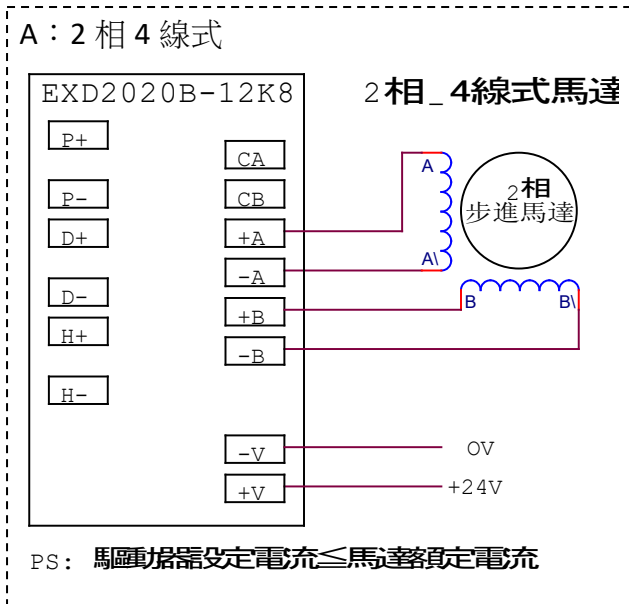 A：2 相 4 線式
EXD2020B-12K8
2相_4線式馬達
P+
CA
P-
CB
D+
+A
-A
D-
+B
H+
-B
H-
-V
+V
A
A\
B
B\
2相
步進馬達
0V
+24V
PS: 驅動器設定電流≦馬達額定電流